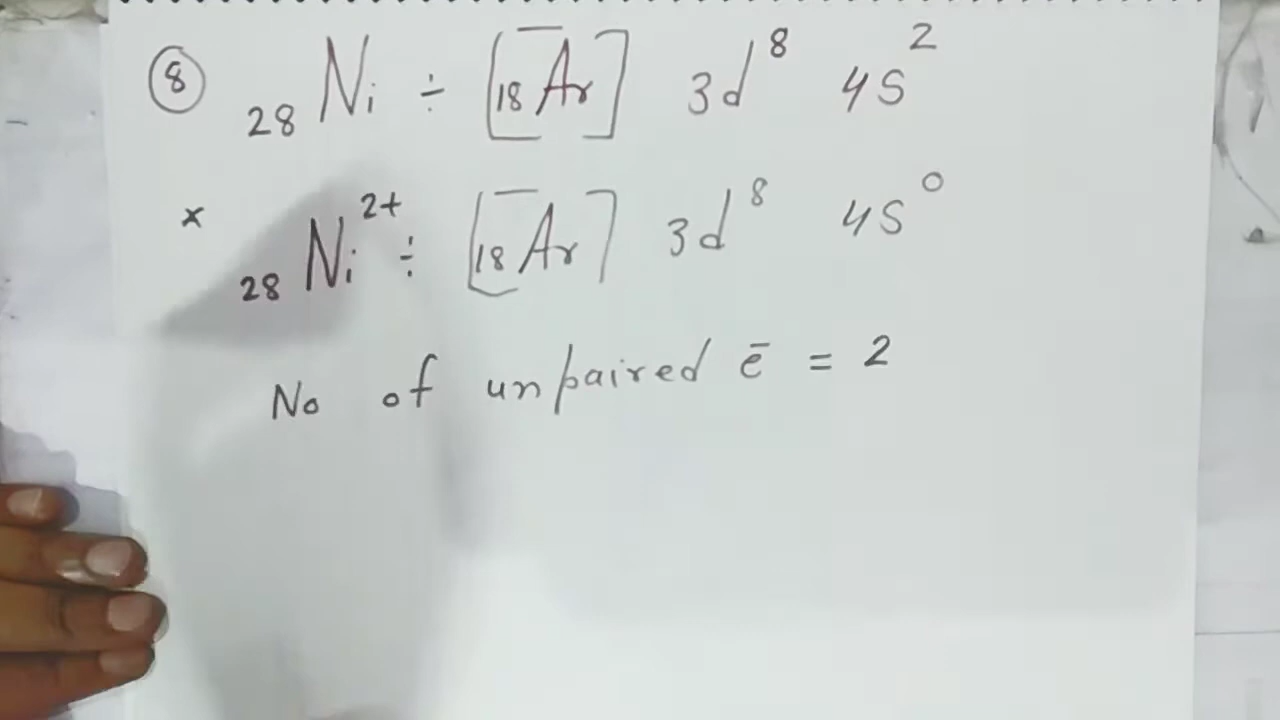 ⑧ ₂₈Ni ÷ [₁₈Ar] 3d⁸ 4s²
× ₂₈Ni²⁺ ÷ [₁₈Ar] 3d⁸ 4s⁰
No of unpaired ē = 2